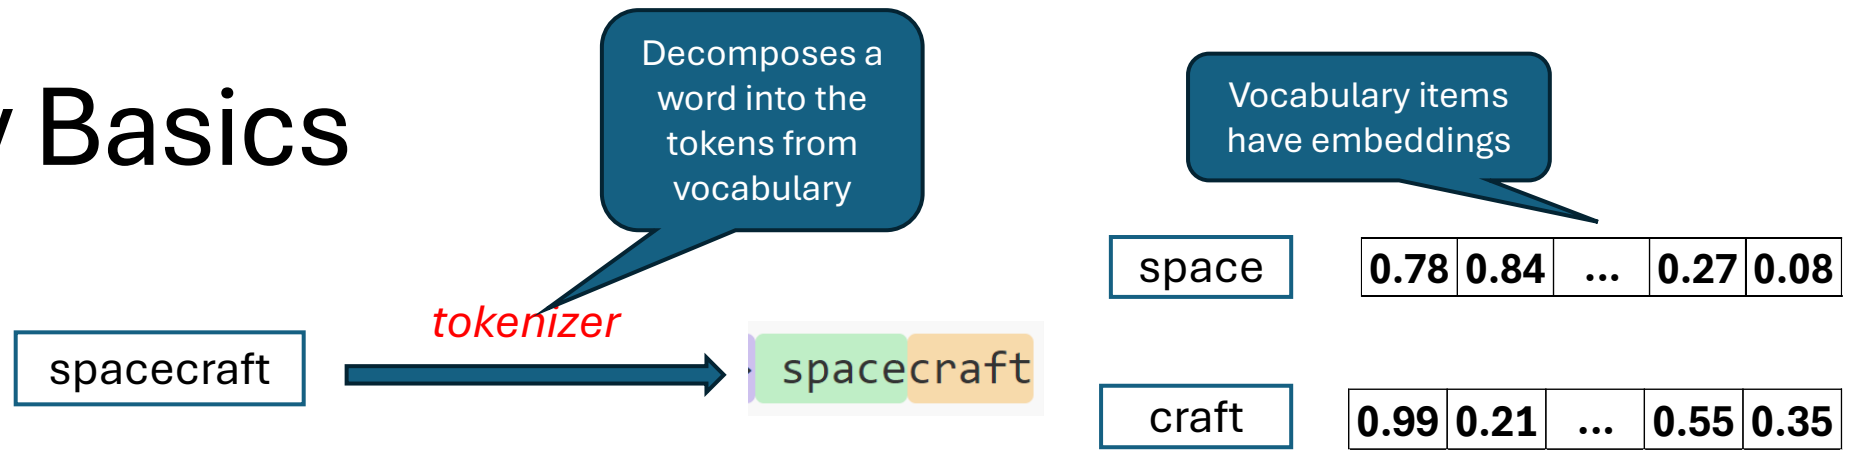 Basics
Decomposes a
word into the
tokens from
vocabulary
Vocabulary items
have embeddings
spacecraft
tokenizer
spacecraft
space
0.78 0.84 ... 0.27 0.08
craft
0.99 0.21 ... 0.55 0.35